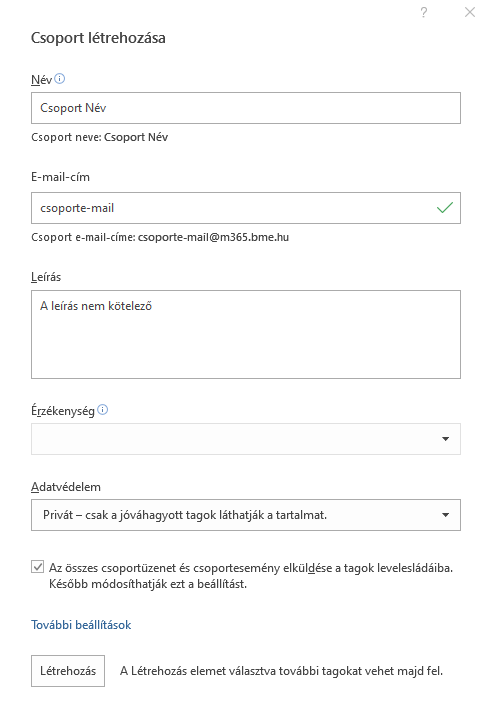 Csoport létrehozása
Név
Csoport Név
Csoport neve: Csoport Név
E-mail-cím
csoporte-mail
Csoport e-mail-címe: csoporte-mail@m365.bme.hu
Leírás
A leírás nem kötelező
Érzékenység
Adatvédelem
Privát – csak a jóváhagyott tagok láthatják a tartalmat.
Az összes csoportüzenet és csoportesemény elküldése a tagok levelesládáiba.
Később módosíthatják ezt a beállítást.
További beállítások
Létrehozás
A Létrehozás elemet választva további tagokat vehet majd fel.